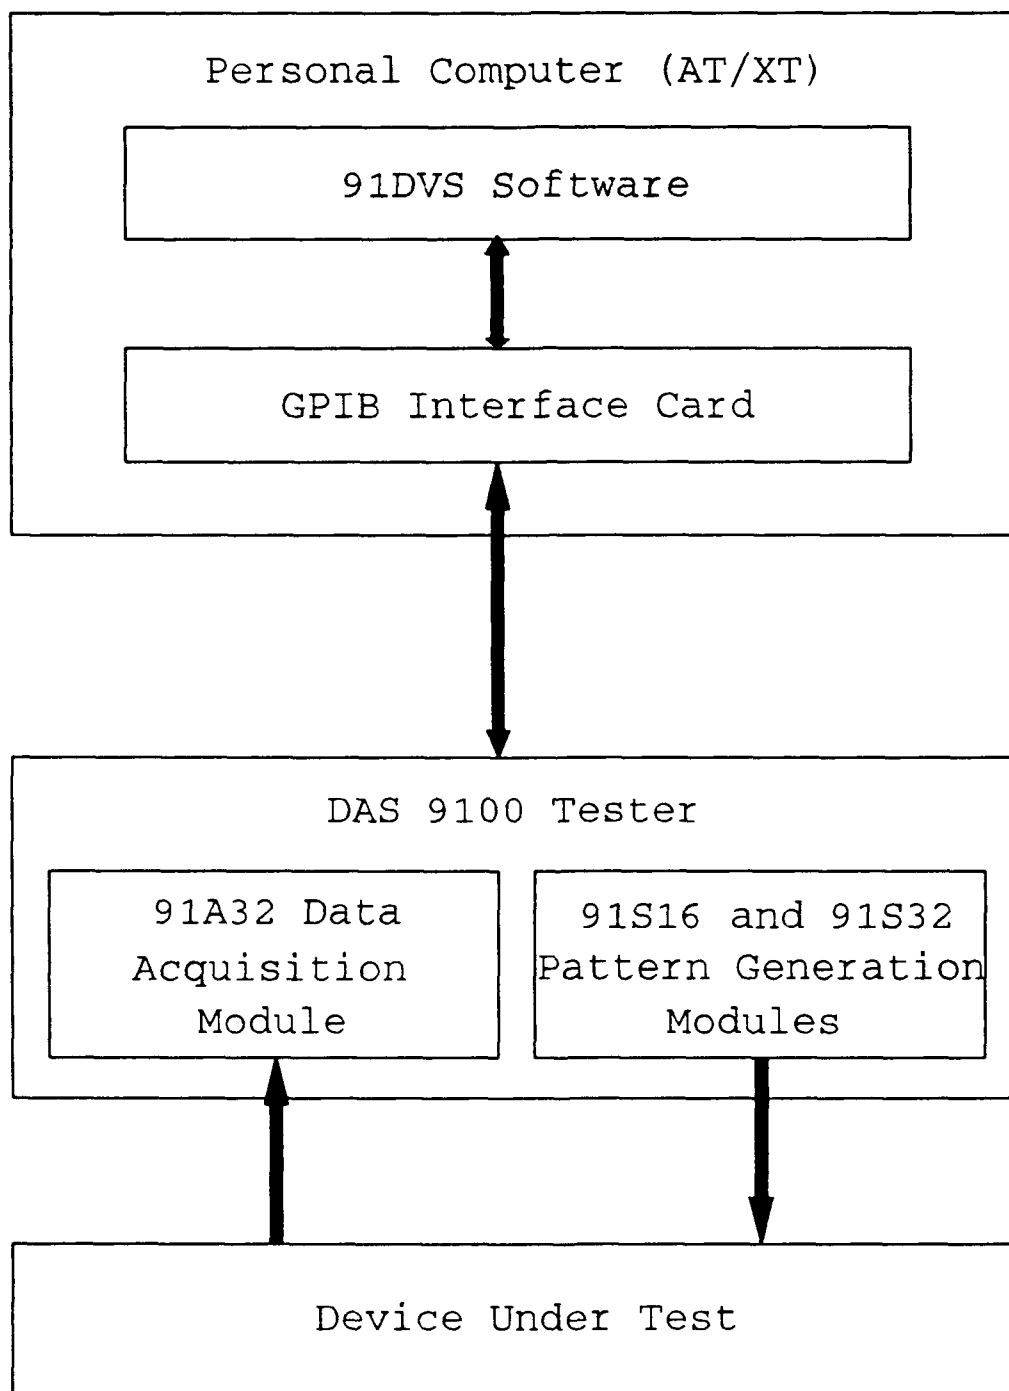 Personal Computer (AT/XT)
91DVS Software
GPIB Interface Card
DAS 9100 Tester
91A32 Data
Acquisition
Module
91S16 and 91S32
Pattern Generation
Modules
Device Under Test